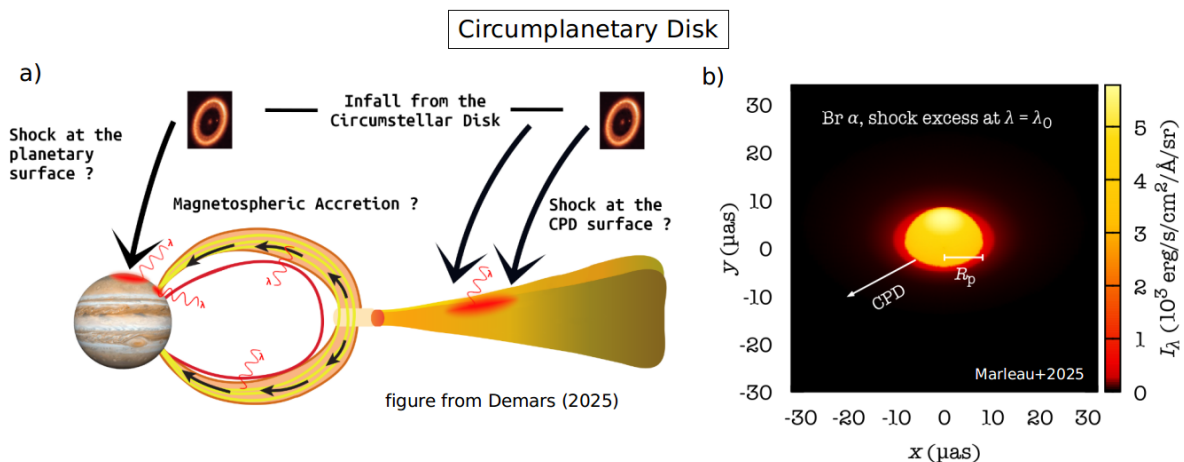 Circumplanetary Disk
a)
Shock at the
planetary
surface ?
Infall from the
Circumstellar Disk
Magnetospheric Accretion ?
Shock at the
CPD surface ?
λ
λ
λ
λ
λ
figure from Demars (2025)
b)
Br α, shock excess at λ = λ₀
30
20
10
0
-10
-20
-30
y (μas)
Rₚ
CPD
Marleau+2025
-30 -20 -10 0 10 20 30
x (μas)
5
4
3
2
1
0
I_λ (10³ erg/s/cm²/Å/sr)